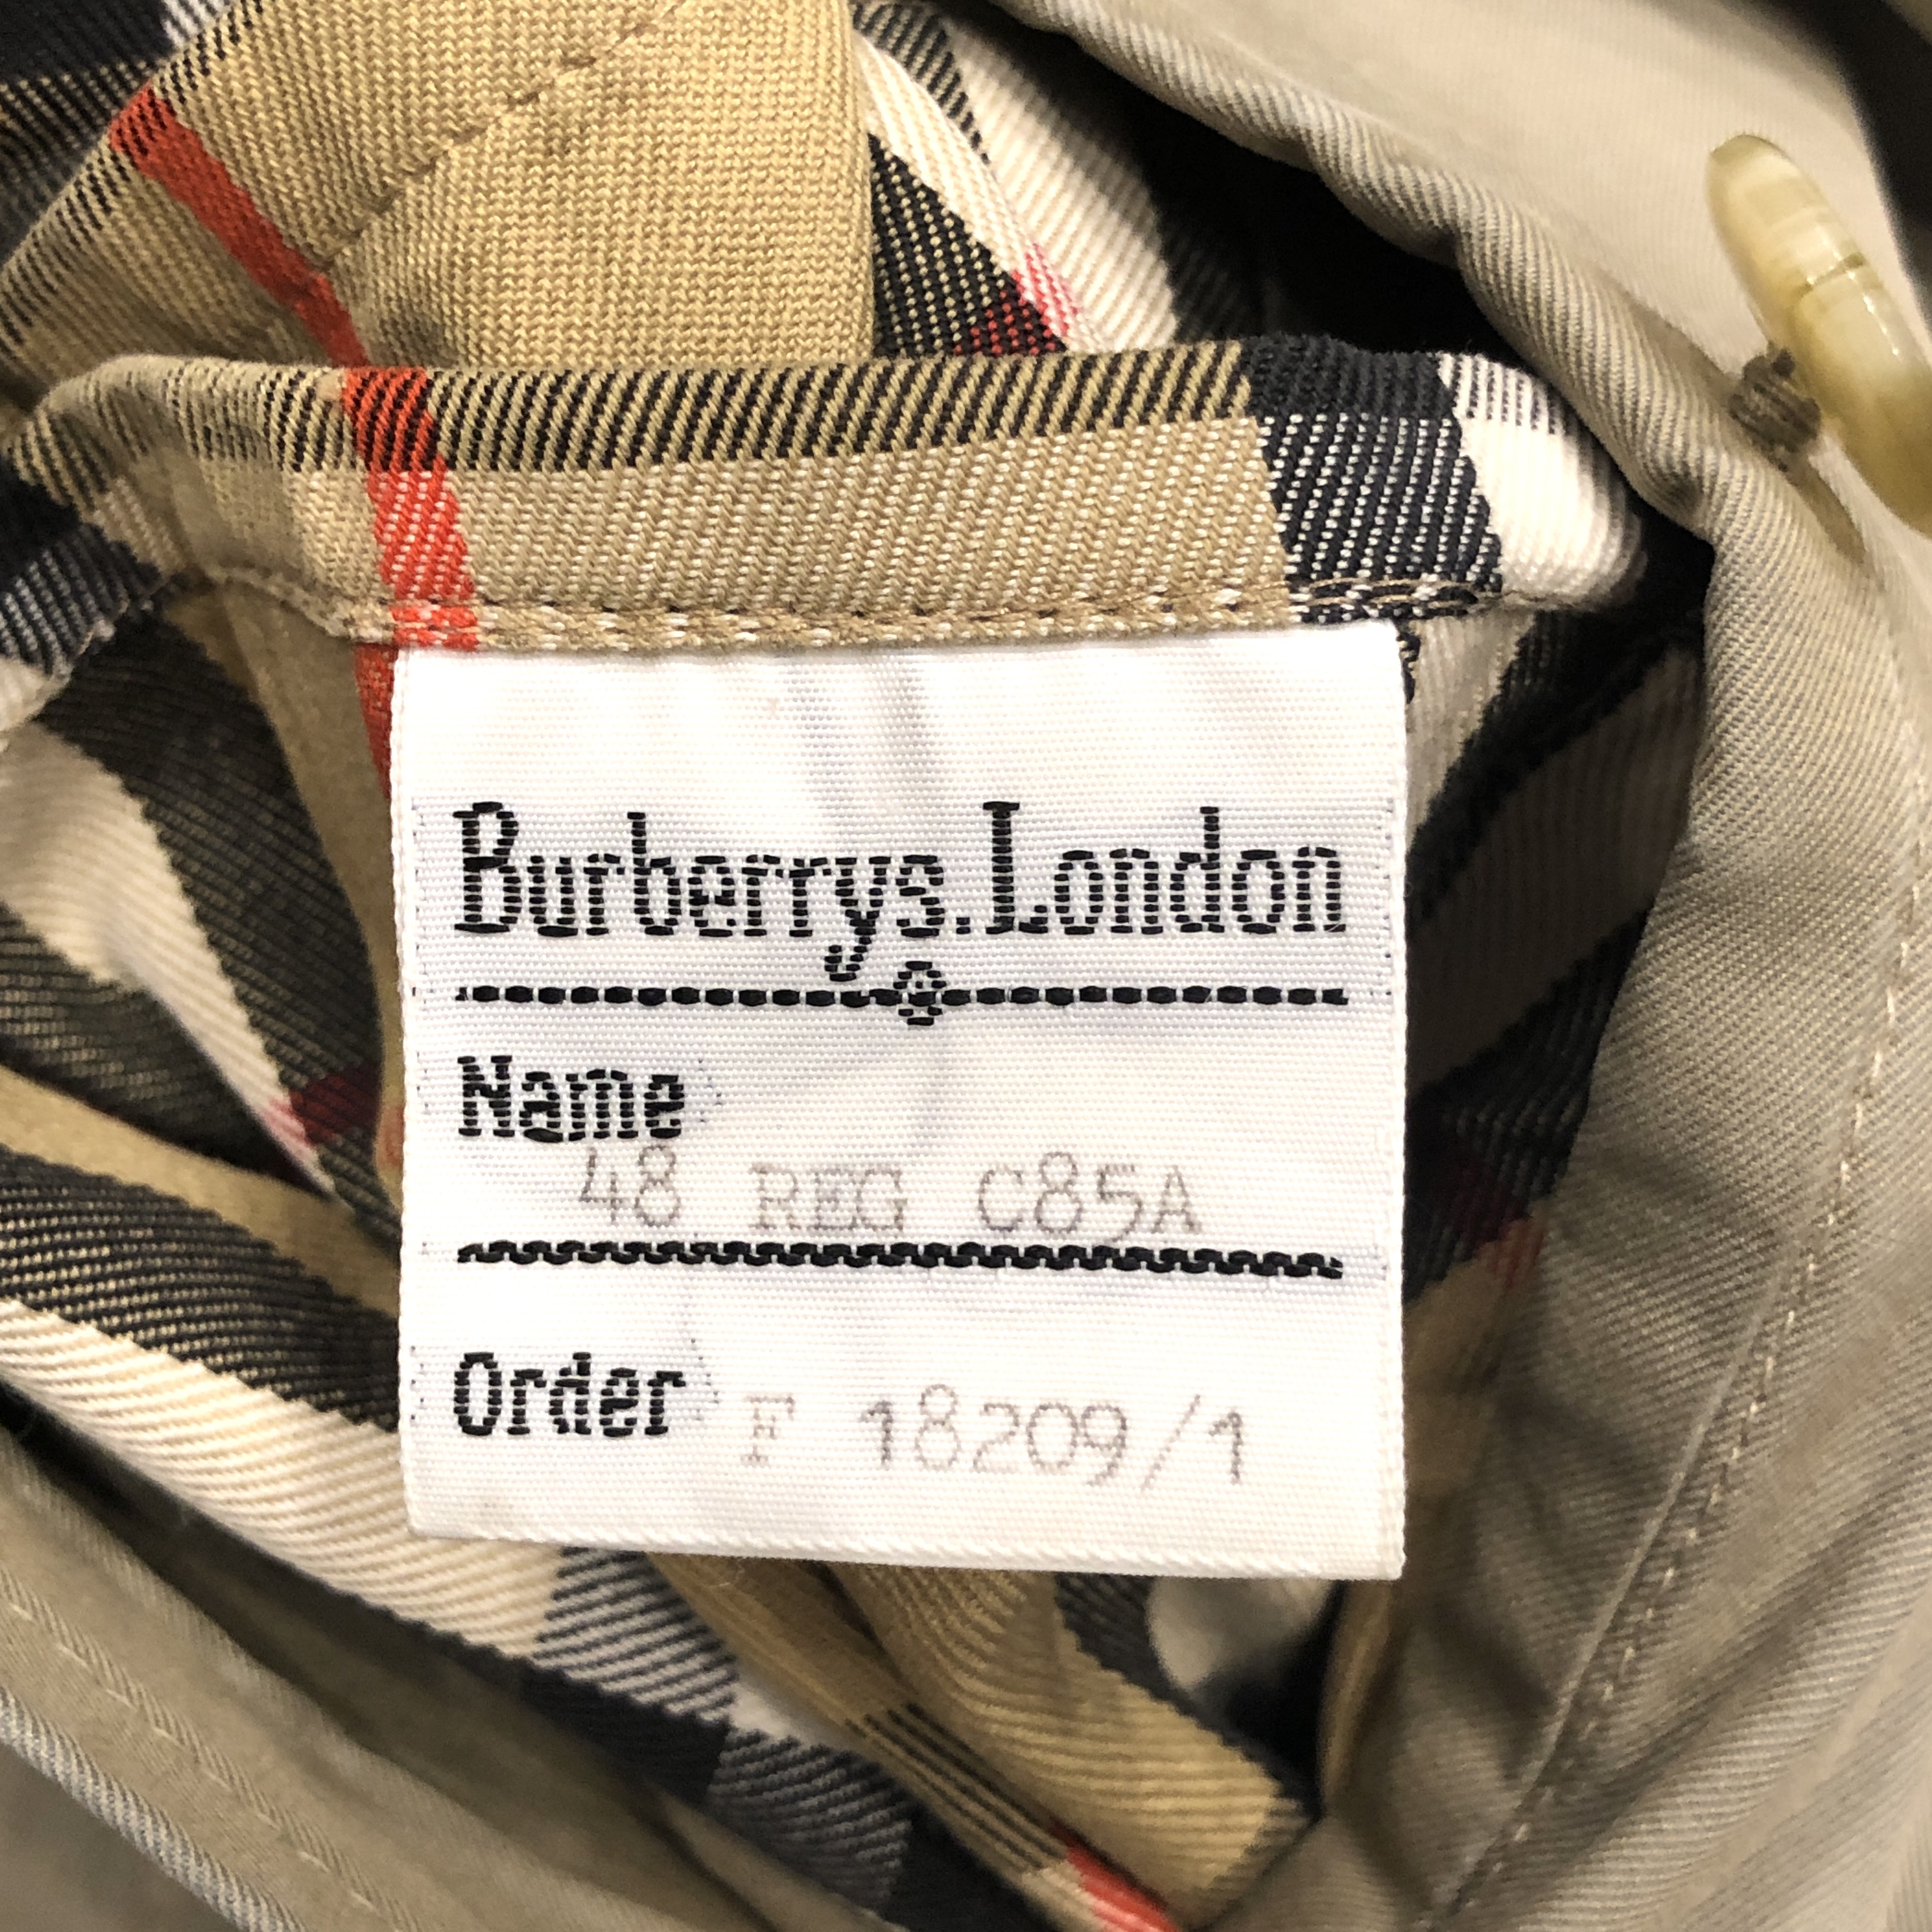 Burberrys.London
Name
48 REG C85A
Order F 18209/1